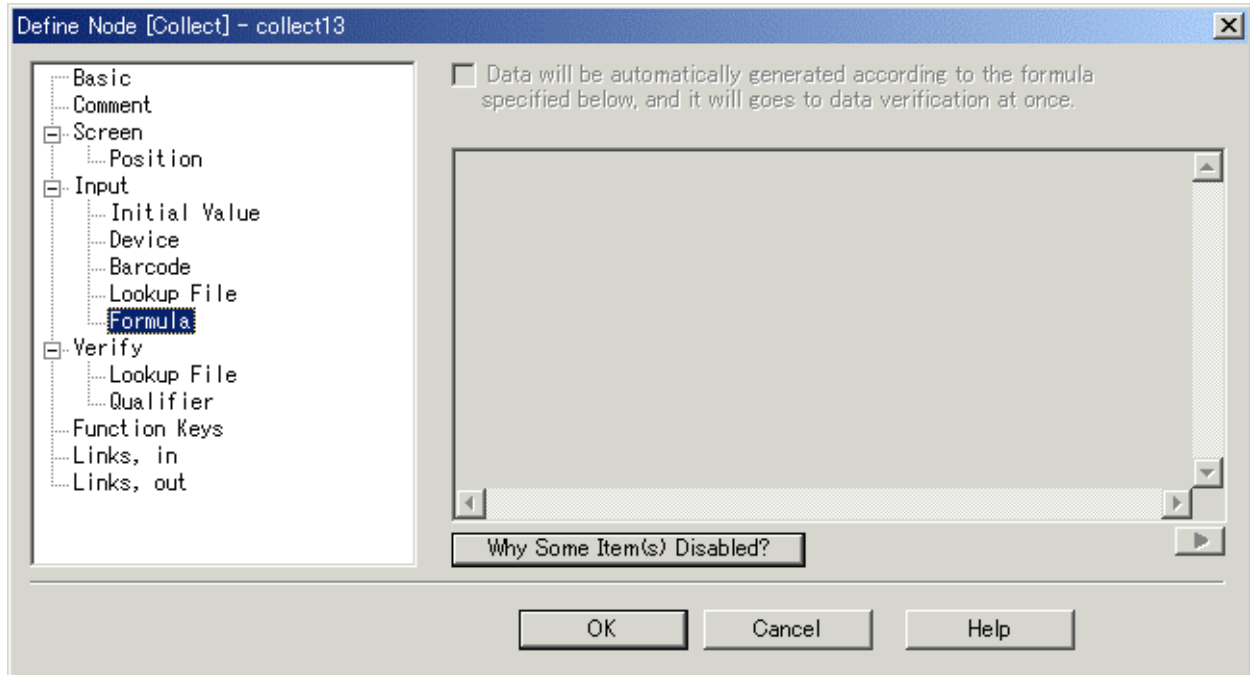 Define Node [Collect] - collect13
Basic
Comment
Screen
Position
Input
Initial Value
Device
Barcode
Lookup File
Formula
Verify
Lookup File
Qualifier
Function Keys
Links, in
Links, out
Data will be automatically generated according to the formula
specified below, and it will goes to data verification at once.
Why Some Item(s) Disabled?
OK
Cancel
Help